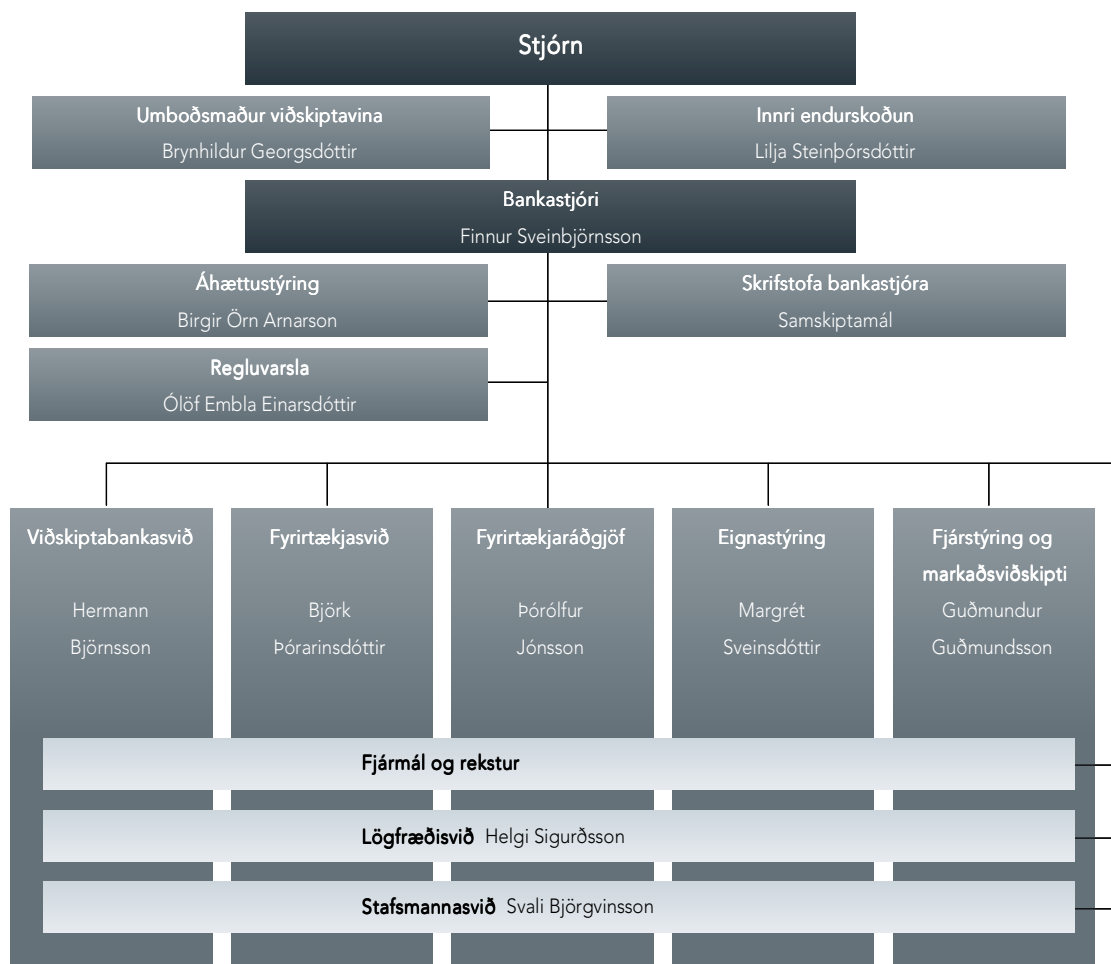 Stjórn
Umboðsmaður viðskiptavina
Brynhildur Georgsdóttir
Innri endurskoðun
Lilja Steinþórsdóttir
Bankastjóri
Finnur Sveinbjörnsson
Áhættustýring
Birgir Örn Arnarson
Skrifstofa bankastjóra
Samskiptamál
Regluvarsla
Ólöf Embla Einarsdóttir
Viðskiptabankasvið
Hermann
Björnsson
Fyrirtækjasvið
Björk
Þórarinsdóttir
Fyrirtækjaráðgjöf
Þórólfur
Jónsson
Eignastýring
Margrét
Sveinsdóttir
Fjárstýring og
markaðsviðskipti
Guðmundur
Guðmundsson
Fjármál og rekstur
Lögfræðisvið Helgi Sigurðsson
Stafsmannasvið Svali Björgvinsson